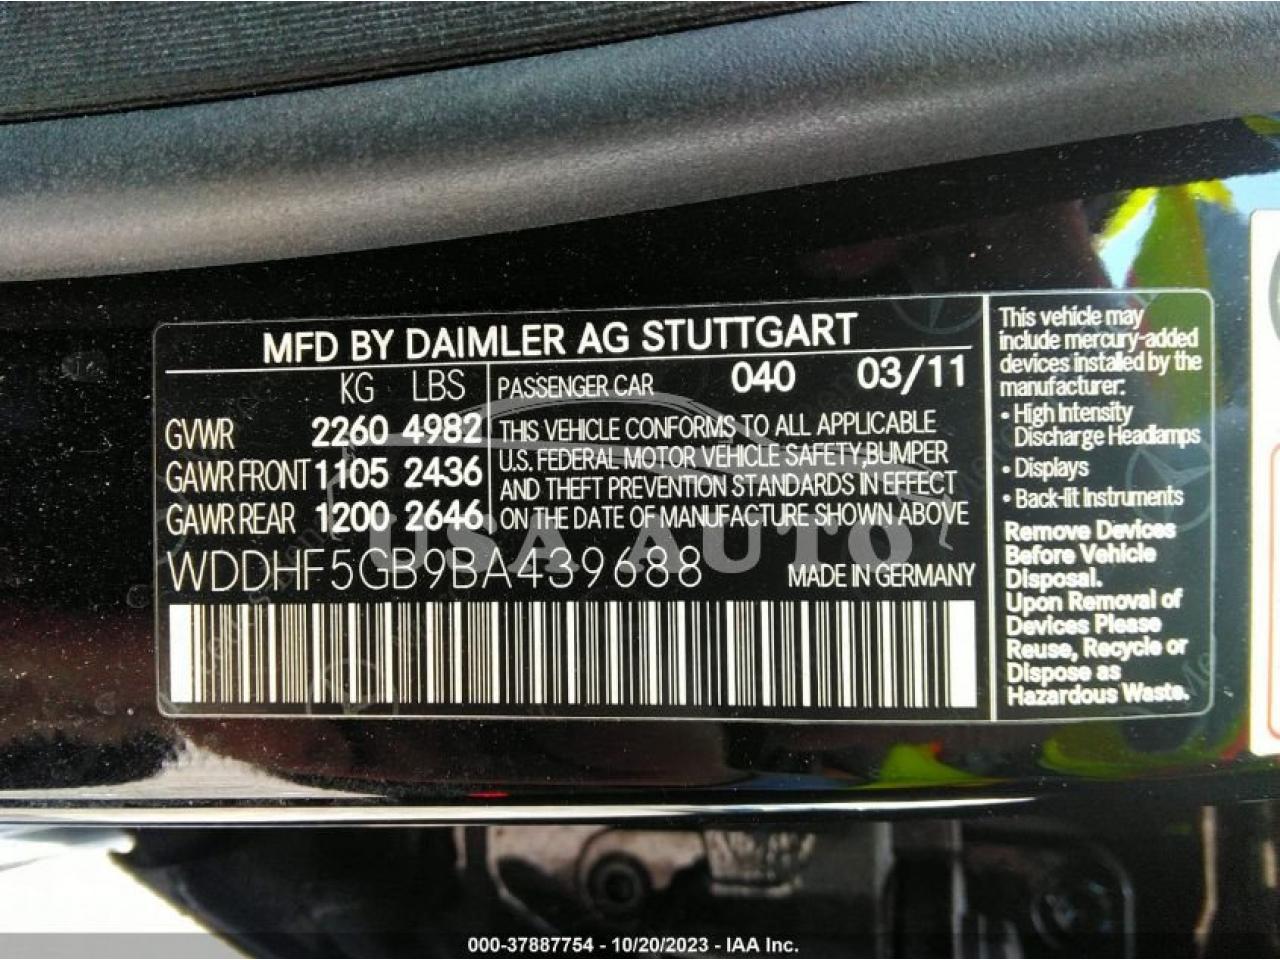 MFD BY DAIMLER AG STUTTGART
KG LBS
GVWR 2260 4982
GAWR FRONT 1105 2436
GAWR REAR 1200 2646
PASSENGER CAR 040 03/11
THIS VEHICLE CONFORMS TO ALL APPLICABLE
U.S. FEDERAL MOTOR VEHICLE SAFETY, BUMPER
AND THEFT PREVENTION STANDARDS IN EFFECT
ON THE DATE OF MANUFACTURE SHOWN ABOVE
WDDHF5GB9BA439688
MADE IN GERMANY
This vehicle may
include mercury-added
devices installed by the
manufacturer:
• High Intensity
Discharge Headlamps
• Displays
• Back-lit Instruments
Remove Devices
Before Vehicle
Disposal.
Upon Removal of
Devices Please
Reuse, Recycle or
Dispose as
Hazardous Waste.
USA AUTO
000-37887754 - 10/20/2023 - IAA Inc.